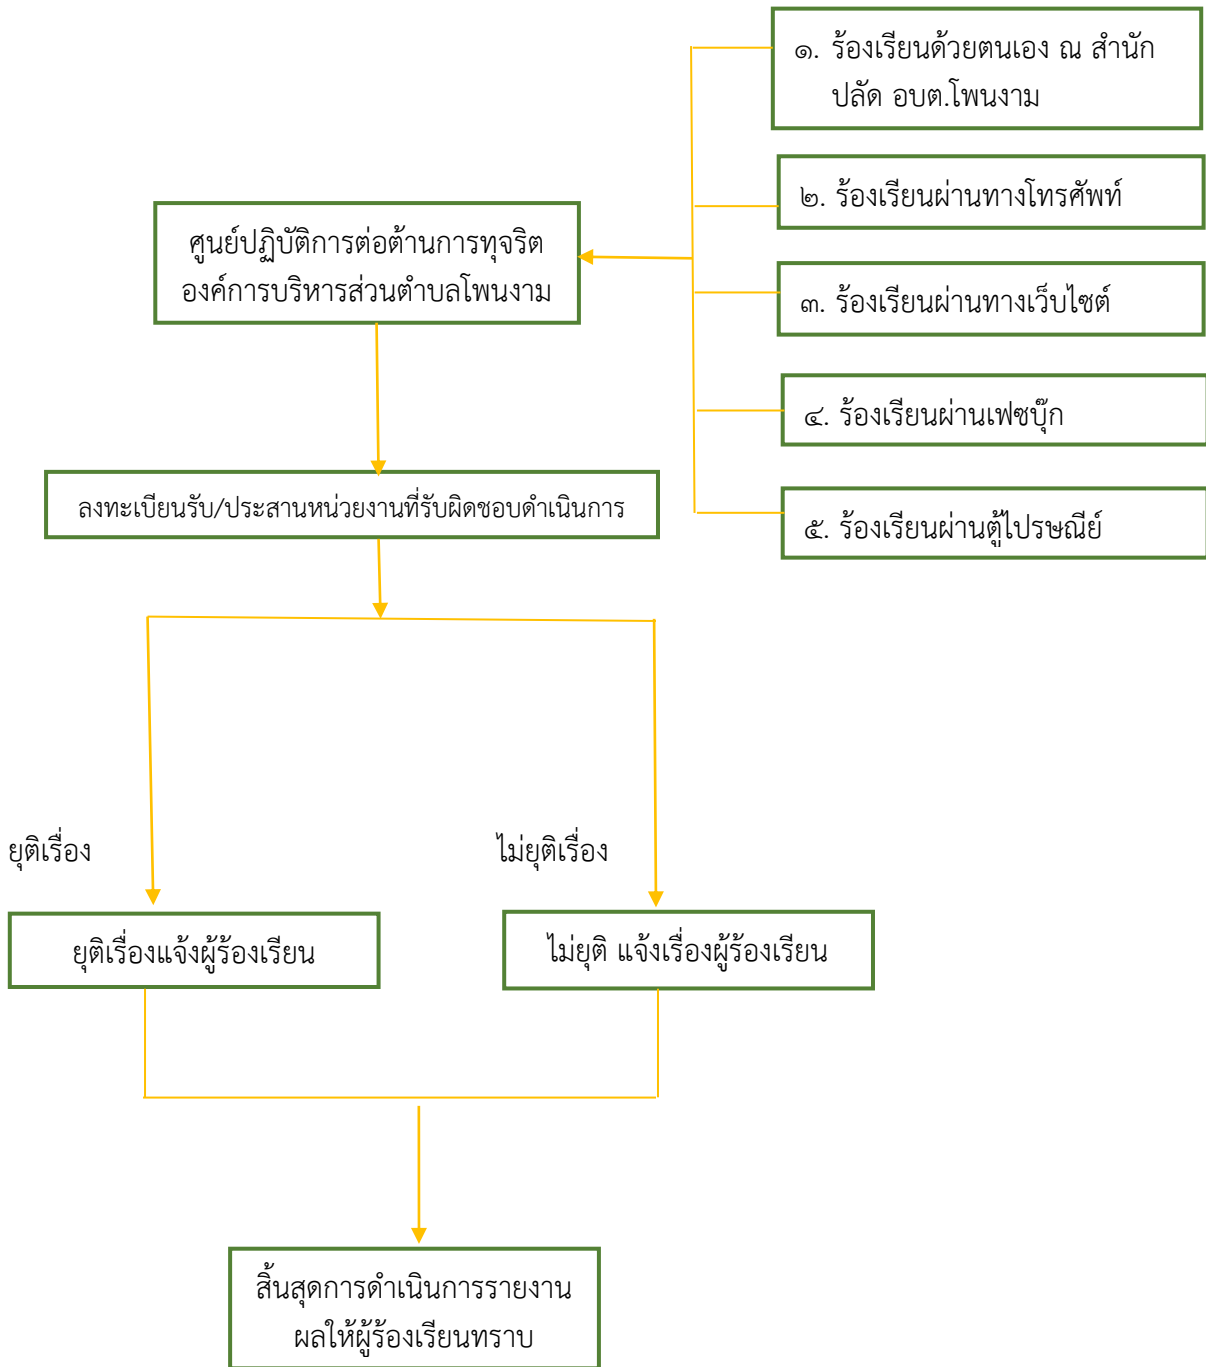 ๑. ร้องเรียนด้วยตนเอง ณ สำนัก
ปลัด อบต.โพนงาม
๒. ร้องเรียนผ่านทางโทรศัพท์
ศูนย์ปฏิบัติการต่อต้านการทุจริต
องค์การบริหารส่วนตำบลโพนงาม
๓. ร้องเรียนผ่านทางเว็บไซต์
๔. ร้องเรียนผ่านเฟซบุ๊ก
ลงทะเบียนรับ/ประสานหน่วยงานที่รับผิดชอบดำเนินการ
๕. ร้องเรียนผ่านตู้ไปรษณีย์
ยุติเรื่อง
ไม่ยุติเรื่อง
ยุติเรื่องแจ้งผู้ร้องเรียน
ไม่ยุติ แจ้งเรื่องผู้ร้องเรียน
สิ้นสุดการดำเนินการรายงาน
ผลให้ผู้ร้องเรียนทราบ